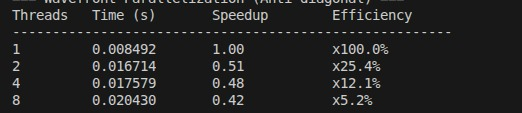 === Wavefront Parallelization (Anti-diagonal) ===
Threads Time (s) Speedup Efficiency
-------------------------------------------------------
1 0.008492 1.00 x100.0%
2 0.016714 0.51 x25.4%
4 0.017579 0.48 x12.1%
8 0.020430 0.42 x5.2%